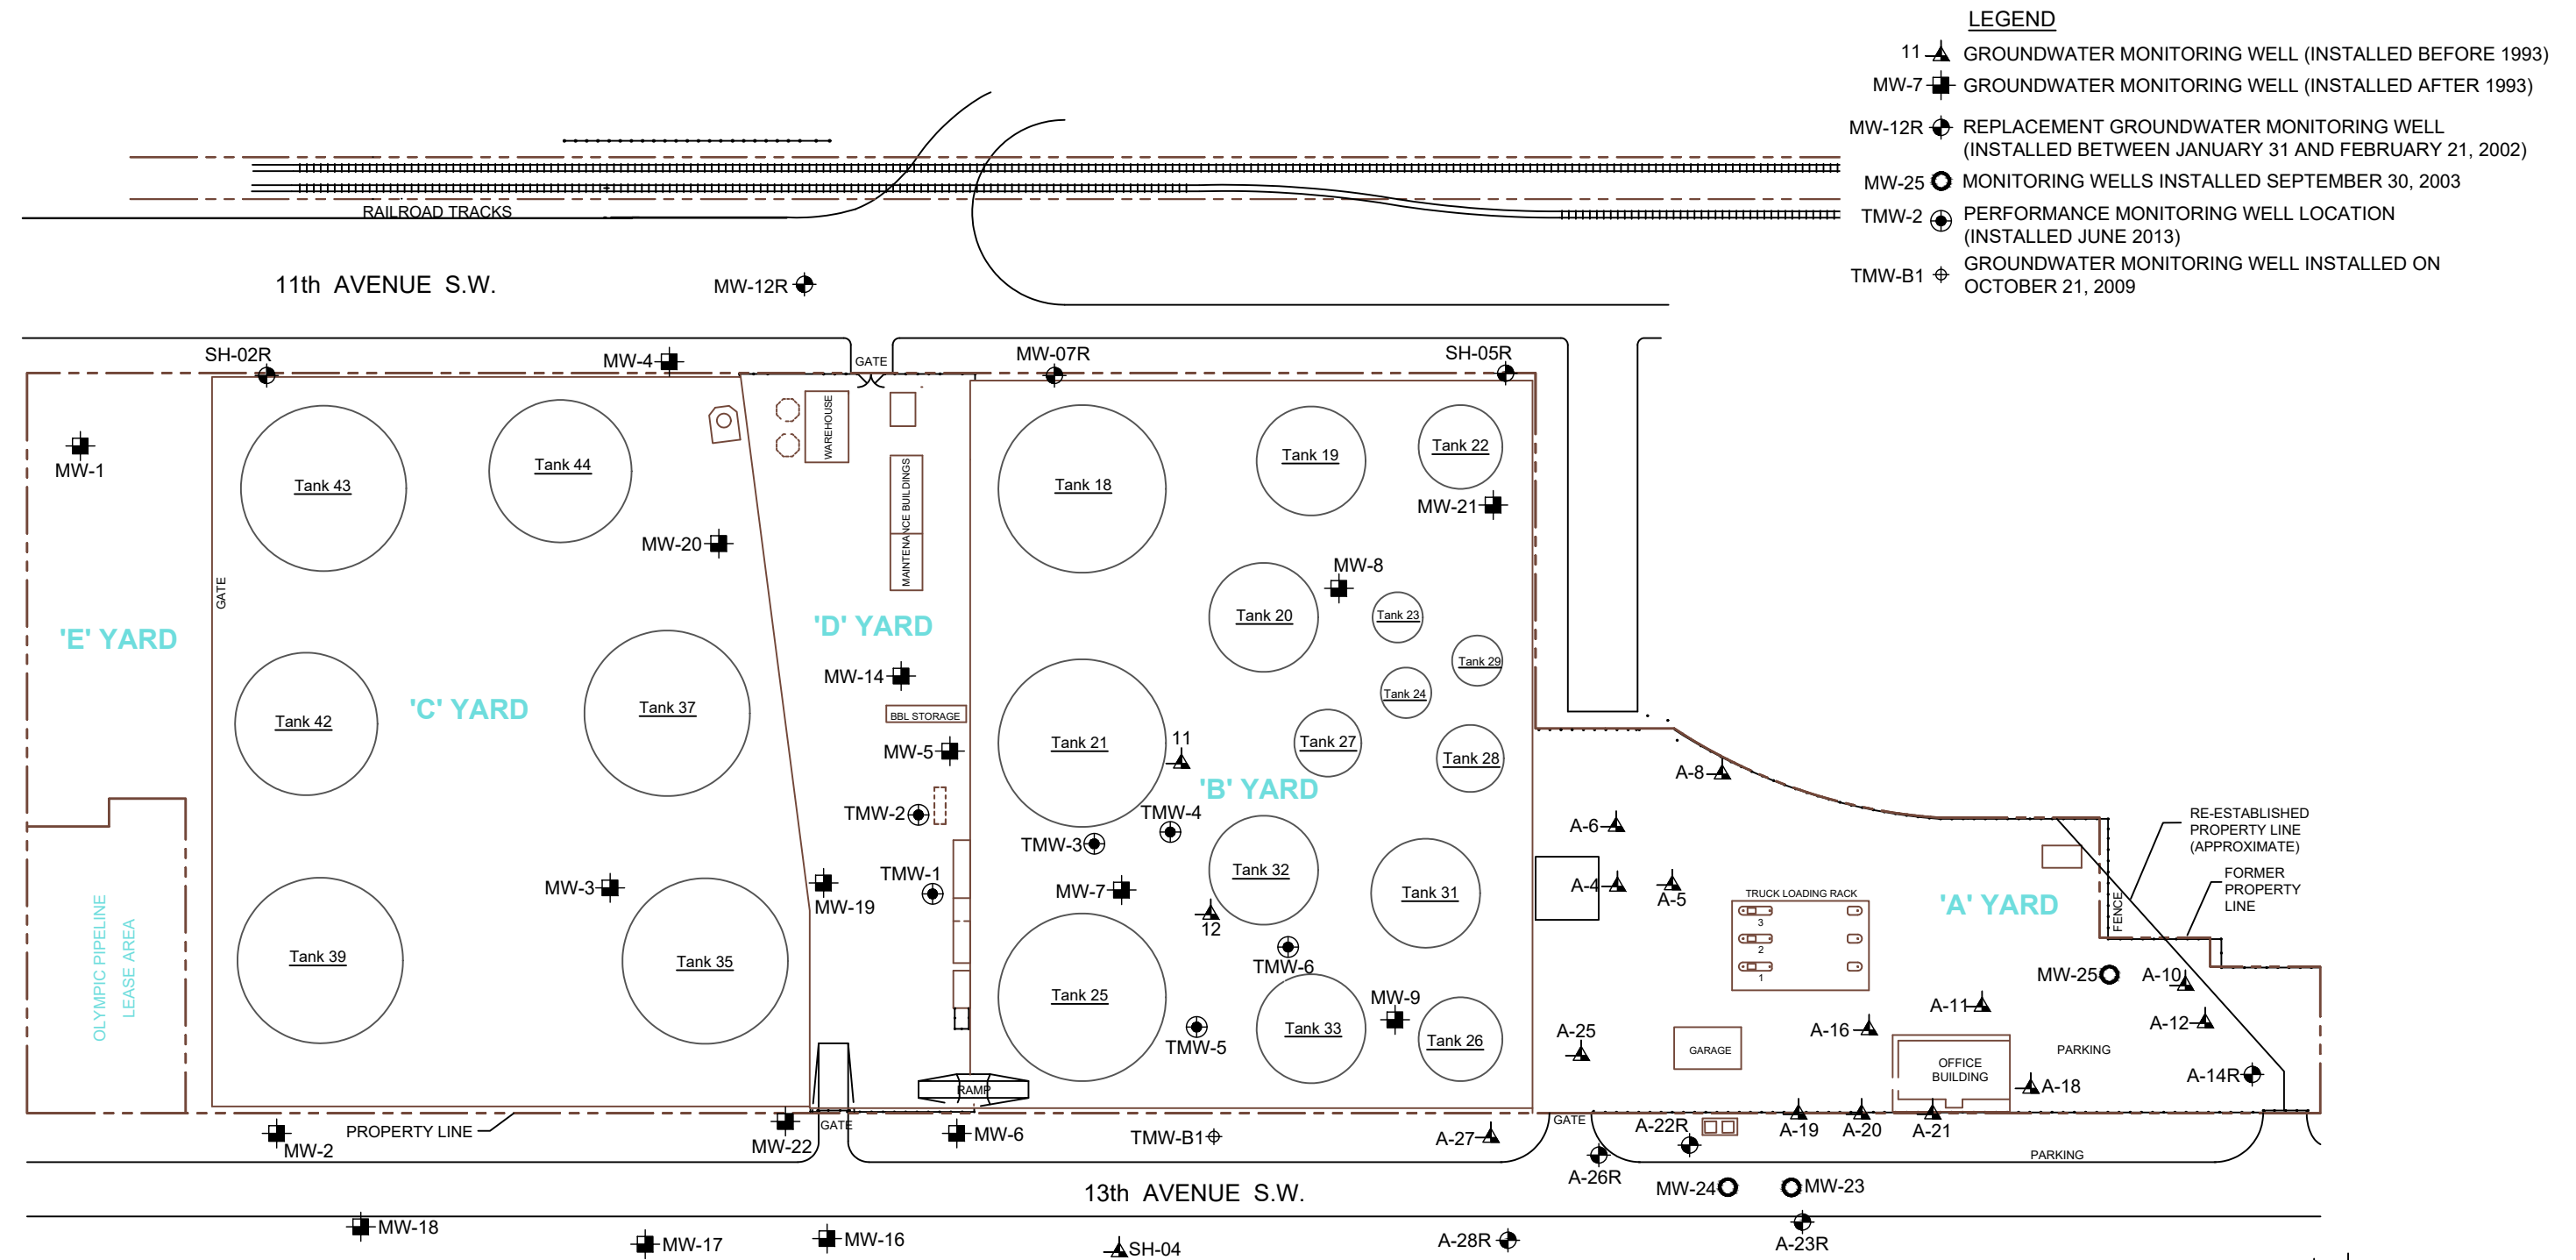 LEGEND
11 GROUNDWATER MONITORING WELL (INSTALLED BEFORE 1993)
MW-7 GROUNDWATER MONITORING WELL (INSTALLED AFTER 1993)
MW-12R REPLACEMENT GROUNDWATER MONITORING WELL
(INSTALLED BETWEEN JANUARY 31 AND FEBRUARY 21, 2002)
MW-25 MONITORING WELLS INSTALLED SEPTEMBER 30, 2003
TMW-2 PERFORMANCE MONITORING WELL LOCATION
(INSTALLED JUNE 2013)
TMW-B1 GROUNDWATER MONITORING WELL INSTALLED ON
OCTOBER 21, 2009
RAILROAD TRACKS
11th AVENUE S.W.
MW-12R
SH-02R
MW-4
GATE
MW-07R
SH-05R
MW-1
Tank 43
Tank 44
WAREHOUSE
MAINTENANCE BUILDINGS
Tank 18
Tank 19
Tank 22
MW-21
MW-20
GATE
MW-8
Tank 20
Tank 23
'E' YARD
'D' YARD
Tank 29
MW-14
Tank 24
'C' YARD
Tank 42
Tank 37
BBL STORAGE
MW-5
Tank 21
11
Tank 27
Tank 28
'B' YARD
A-8
TMW-2
TMW-4
TMW-3
A-6
RE-ESTABLISHED
PROPERTY LINE
(APPROXIMATE)
FORMER
PROPERTY
LINE
FENCE
MW-3
MW-19
TMW-1
MW-7
Tank 32
12
Tank 31
A-4
A-5
TRUCK LOADING RACK
3
2
1
'A' YARD
OLYMPIC PIPELINE
LEASE AREA
Tank 39
Tank 35
TMW-6
MW-25
A-10
Tank 25
MW-9
TMW-5
Tank 33
Tank 26
A-25
A-16
A-11
A-12
GARAGE
OFFICE
BUILDING
PARKING
A-18
A-14R
RAMP
MW-2
PROPERTY LINE
MW-22
GATE
MW-6
TMW-B1
A-27
GATE
A-22R
A-19
A-20
A-21
A-26R
PARKING
13th AVENUE S.W.
MW-24
MW-23
MW-18
MW-17
MW-16
SH-04
A-28R
A-23R